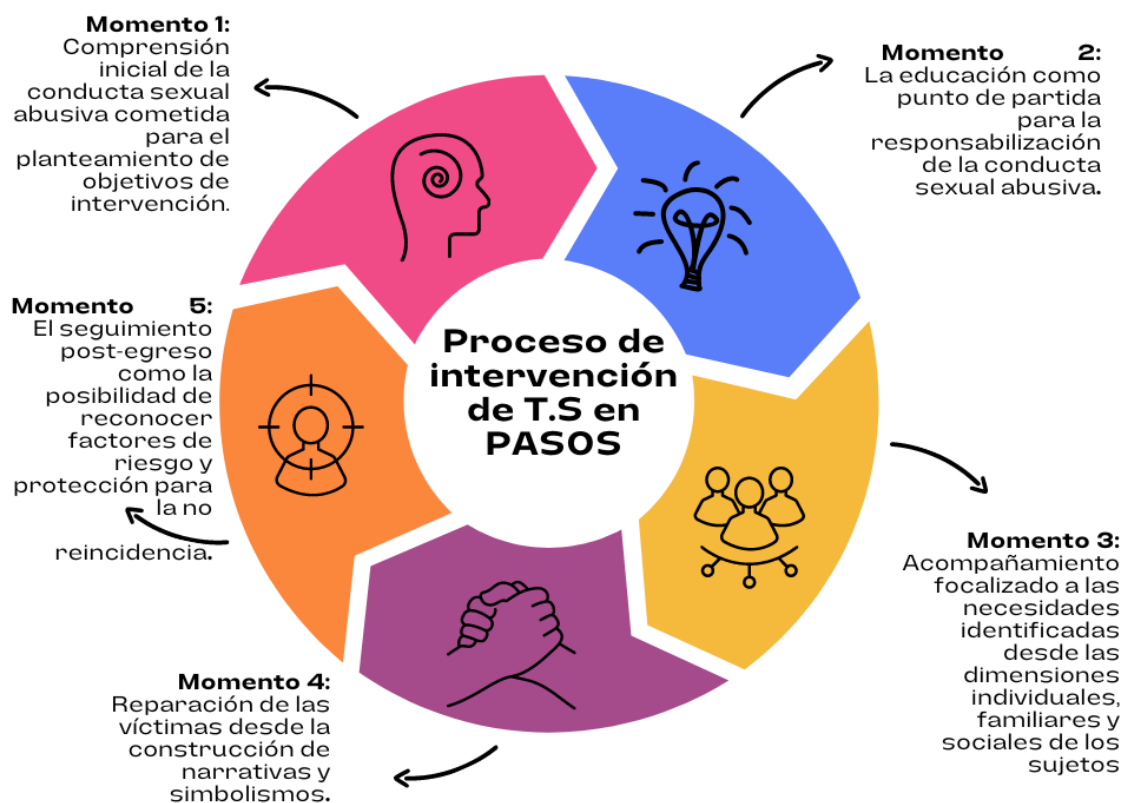 Momento 1:
Comprensión
inicial de la
conducta sexual
abusiva cometida
para el
planteamiento de
objetivos de
intervención.
Momento 2:
La educación como
punto de partida
para la
responsabilización
de la conducta
sexual abusiva.
Proceso de
intervención
de T.S en
PASOS
Momento 3:
Acompañamiento
focalizado a las
necesidades
identificadas
desde las
dimensiones
individuales,
familiares y
sociales de los
sujetos
Momento 4:
Reparación de las
víctimas desde la
construcción de
narrativas y
simbolismos.
Momento 5:
El seguimiento
post-egreso
como la
posibilidad de
reconocer
factores de
riesgo y
protección para
la no
reincidencia.